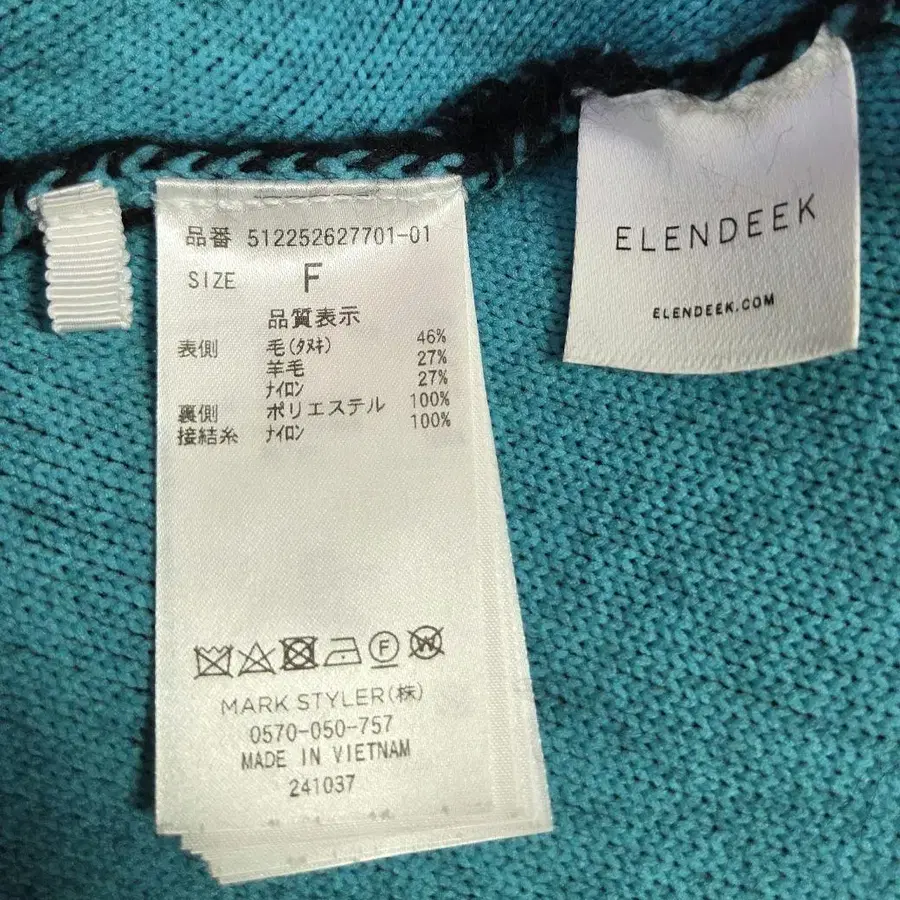 品番 512252627701-01
SIZE F
品質表示
表側 毛(タヌキ) 46%
羊毛 27%
ナイロン 27%
裏側 ポリエステル 100%
接結糸 ナイロン 100%
F W
MARK STYLER(株)
0570-050-757
MADE IN VIETNAM
241037
ELENDEEK
ELENDEEK.COM